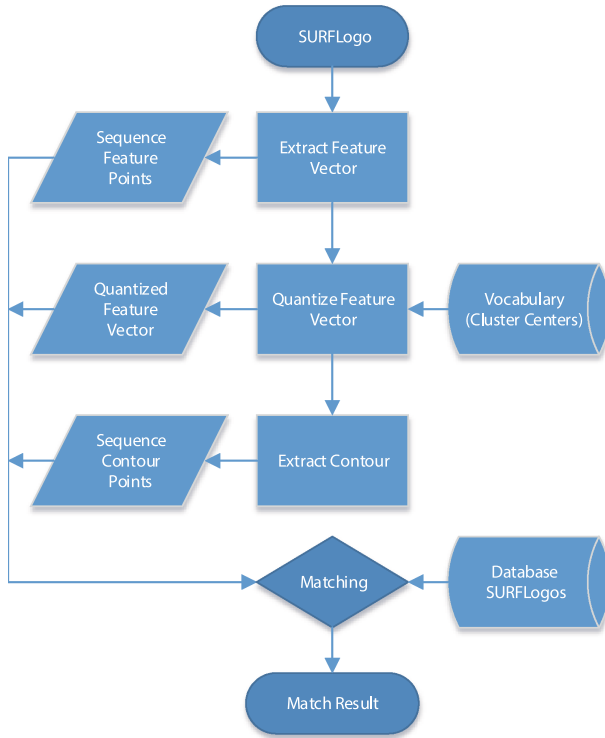 SURFLogo
Sequence
Feature
Points
Extract Feature
Vector
Quantized
Feature
Vector
Quantize Feature
Vector
Vocabulary
(Cluster Centers)
Sequence
Contour
Points
Extract Contour
Matching
Database
SURFLogos
Match Result